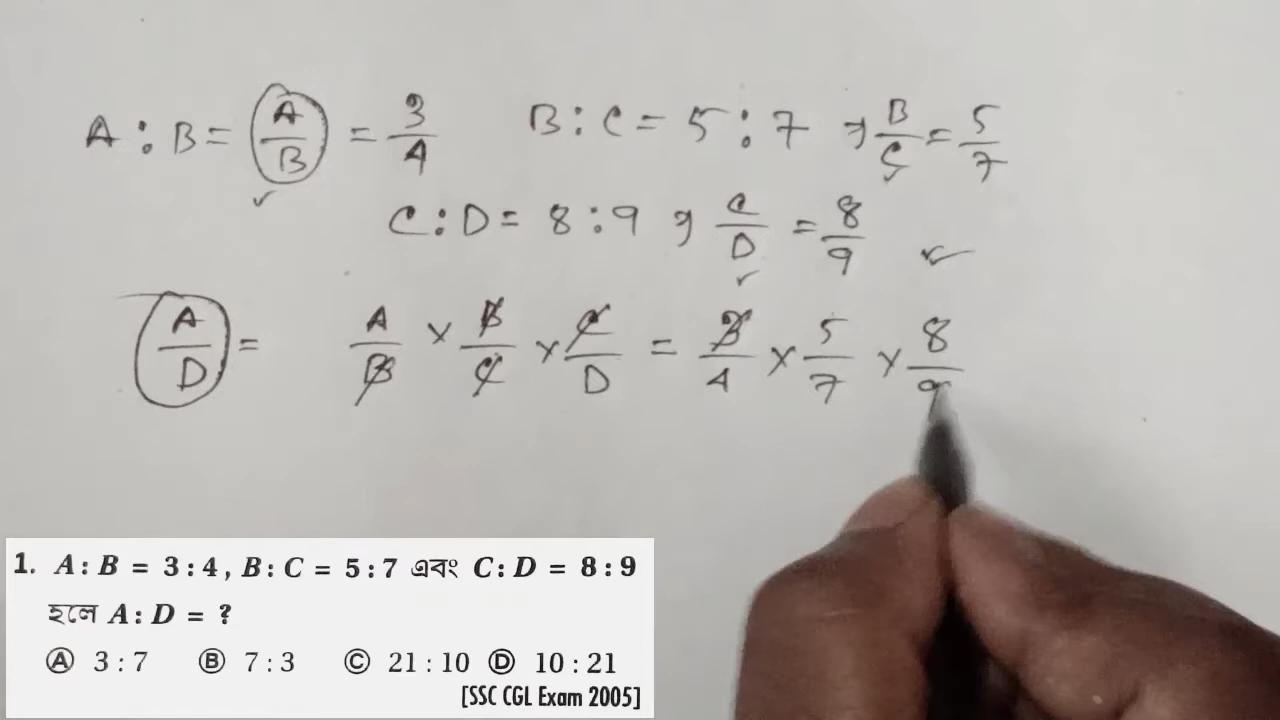 A : B = A/B = 3/4 B : C = 5 : 7 ⇒ B/C = 5/7
C : D = 8 : 9 ⇒ C/D = 8/9
A/D = A/B × B/C × C/D = 3/4 × 5/7 × 8/9
1. A : B = 3 : 4, B : C = 5 : 7 এবং C : D = 8 : 9
হলে A : D = ?
Ⓐ 3 : 7 Ⓑ 7 : 3 Ⓒ 21 : 10 Ⓓ 10 : 21
[SSC CGL Exam 2005]